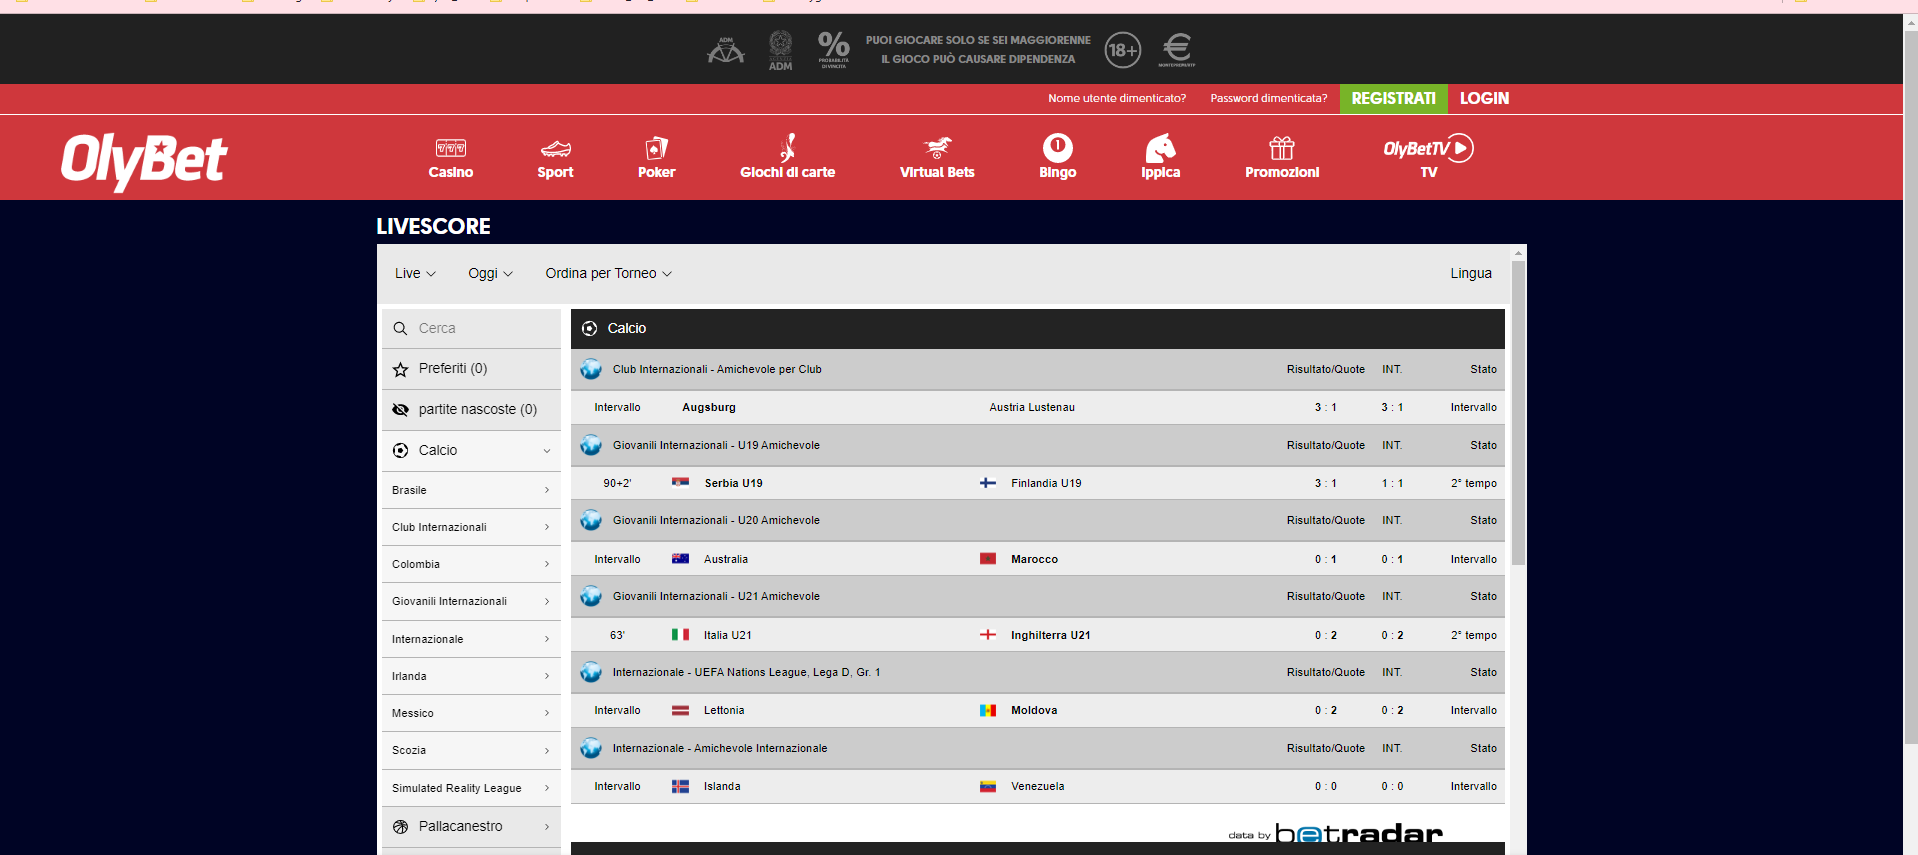 ADM
ADM
%
PROBABILITÀ
DI VINCITA
PUOI GIOCARE SOLO SE SEI MAGGIORENNE
IL GIOCO PUÒ CAUSARE DIPENDENZA
18+
€
Nome utente dimenticato?
Password dimenticata?
REGISTRATI
LOGIN
OlyBet
777
Casino
Sport
Poker
Giochi di carte
Virtual Bets
1
Bingo
Ippica
Promozioni
OlyBetTV
TV
LIVESCORE
Live
Oggi
Ordina per Torneo
Lingua
Cerca
Preferiti (0)
partite nascoste (0)
Calcio
Brasile
Club Internazionali
Colombia
Giovanili Internazionali
Internazionale
Irlanda
Messico
Scozia
Simulated Reality League
Pallacanestro
Calcio
Club Internazionali - Amichevole per Club Risultato/Quote INT. Stato
Intervallo Augsburg Austria Lustenau 3 : 1 3 : 1 Intervallo
Giovanili Internazionali - U19 Amichevole Risultato/Quote INT. Stato
90+2' Serbia U19 Finlandia U19 3 : 1 1 : 1 2° tempo
Giovanili Internazionali - U20 Amichevole Risultato/Quote INT. Stato
Intervallo Australia Marocco 0 : 1 0 : 1 Intervallo
Giovanili Internazionali - U21 Amichevole Risultato/Quote INT. Stato
63' Italia U21 Inghilterra U21 0 : 2 0 : 2 2° tempo
Internazionale - UEFA Nations League, Lega D, Gr. 1 Risultato/Quote INT. Stato
Intervallo Lettonia Moldova 0 : 2 0 : 2 Intervallo
Internazionale - Amichevole Internazionale Risultato/Quote INT. Stato
Intervallo Islanda Venezuela 0 : 0 0 : 0 Intervallo
data by betradar